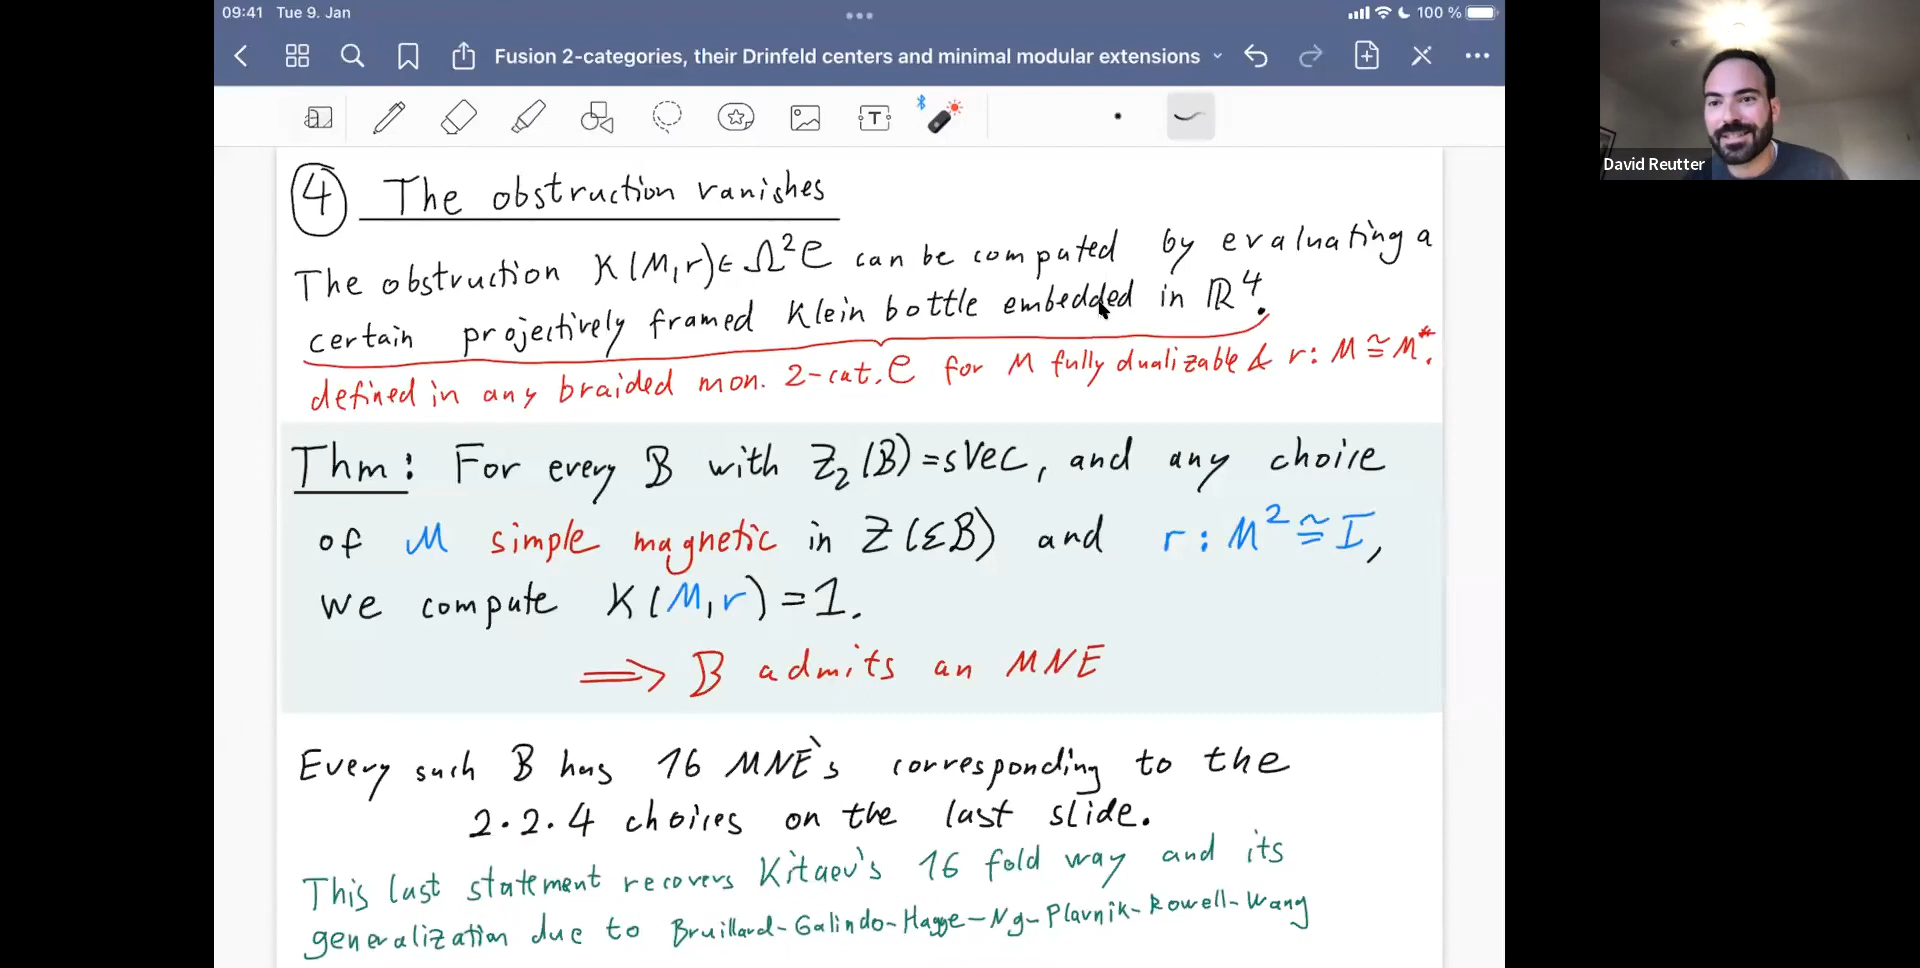 09:41 Tue 9. Jan
100 %
Fusion 2-categories, their Drinfeld centers and minimal modular extensions
T
David Reutter
④ The obstruction vanishes
The obstruction K(M,r)∈Ω²𝒞 can be computed by evaluating a
certain projectively framed Klein bottle embedded in ℝ⁴.
defined in any braided mon. 2-cat. 𝒞 for M fully dualizable & r: M≅M*.
Thm: For every B with Z₂(B)=sVec, and any choice
of M simple magnetic in Z(ΣB) and r: M²≅I,
we compute K(M,r)=1.
⟹ B admits an MNE
Every such B has 16 MNE's corresponding to the
2·2·4 choices on the last slide.
This last statement recovers Kitaev's 16 fold way and its
generalization due to Bruillard-Galindo-Hagge-Ng-Plavnik-Rowell-Wang